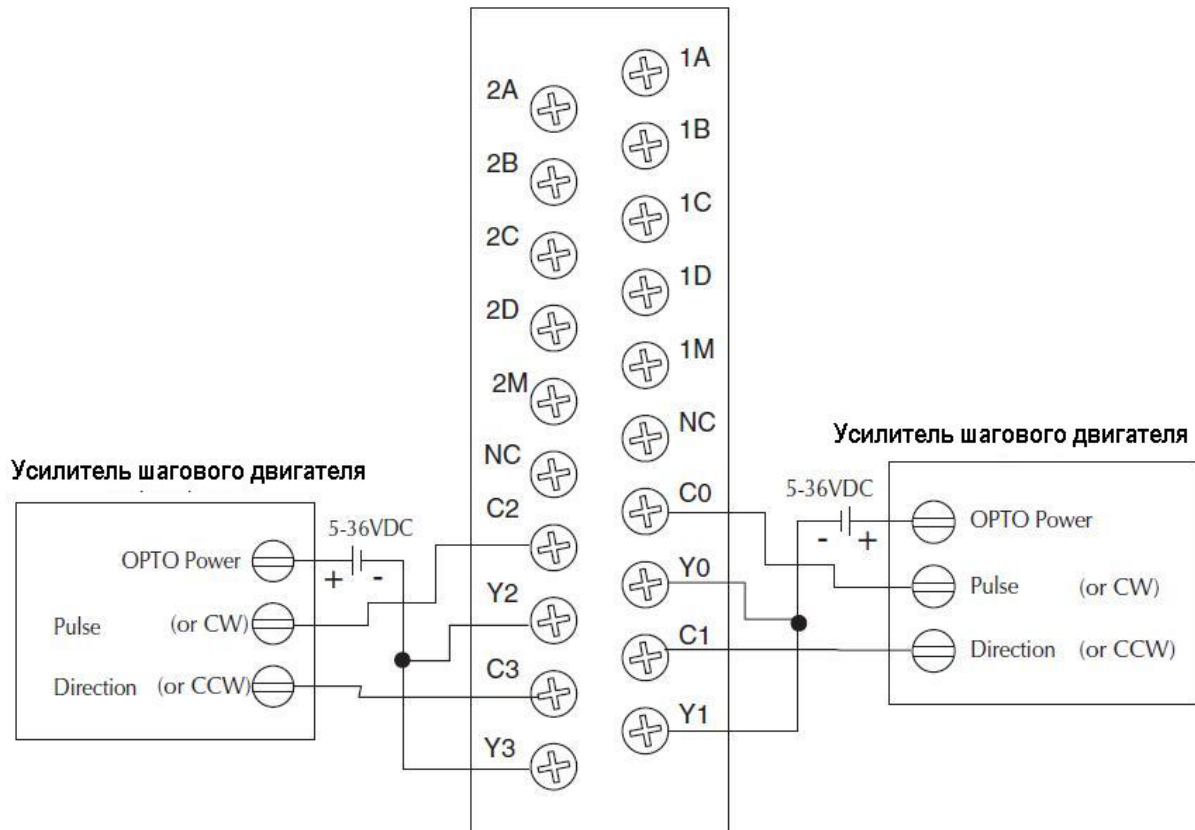 1A
2A
1B
2B
1C
2C
1D
2D
1M
2M
NC
NC
Усилитель шагового двигателя
OPTO Power
5-36VDC
+ -
Pulse (or CW)
Direction (or CCW)
C2
Y2
C3
Y3
C0
Y0
C1
Y1
Усилитель шагового двигателя
5-36VDC
- +
OPTO Power
Pulse (or CW)
Direction (or CCW)